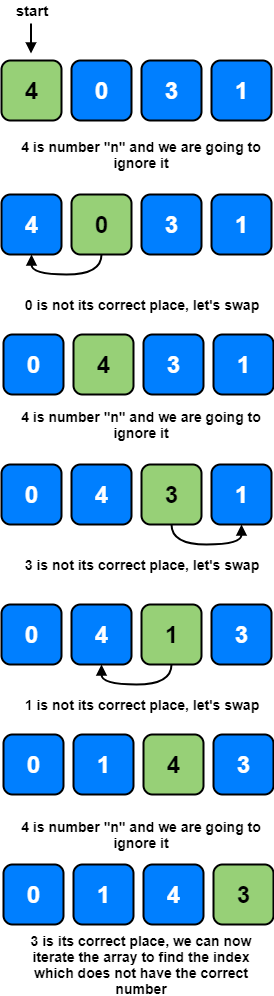 start
4 0 3 1
4 is number "n" and we are going to
ignore it
4 0 3 1
0 is not its correct place, let's swap
0 4 3 1
4 is number "n" and we are going to
ignore it
0 4 3 1
3 is not its correct place, let's swap
0 4 1 3
1 is not its correct place, let's swap
0 1 4 3
4 is number "n" and we are going to
ignore it
0 1 4 3
3 is its correct place, we can now
iterate the array to find the index
which does not have the correct
number